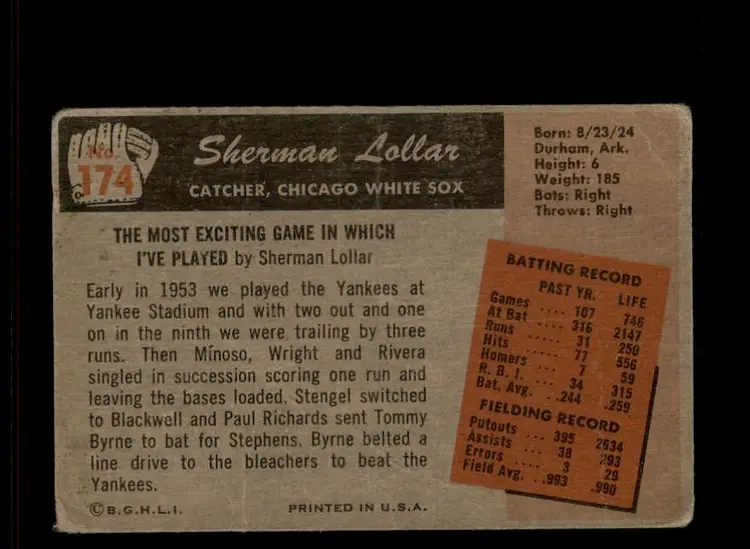 No.
174
Sherman Lollar
CATCHER, CHICAGO WHITE SOX
THE MOST EXCITING GAME IN WHICH
I'VE PLAYED by Sherman Lollar
Early in 1953 we played the Yankees at
Yankee Stadium and with two out and one
on in the ninth we were trailing by three
runs. Then Mínoso, Wright and Rivera
singled in succession scoring one run and
leaving the bases loaded. Stengel switched
to Blackwell and Paul Richards sent Tommy
Byrne to bat for Stephens. Byrne belted a
line drive to the bleachers to beat the
Yankees.
©B.G.H.L.I. PRINTED IN U.S.A.
Born: 8/23/24
Durham, Ark.
Height: 6
Weight: 185
Bats: Right
Throws: Right
BATTING RECORD
PAST YR. LIFE
Games .... 107 746
At Bat .... 316 2147
Runs .... 31 250
Hits .... 77 556
Homers .... 7 59
R. B. I. .... 34 315
Bat. Avg. .. .244 .259
FIELDING RECORD
Putouts ... 395 2634
Assists ... 38 293
Errors .... 3 29
Field Avg. .. .993 .990